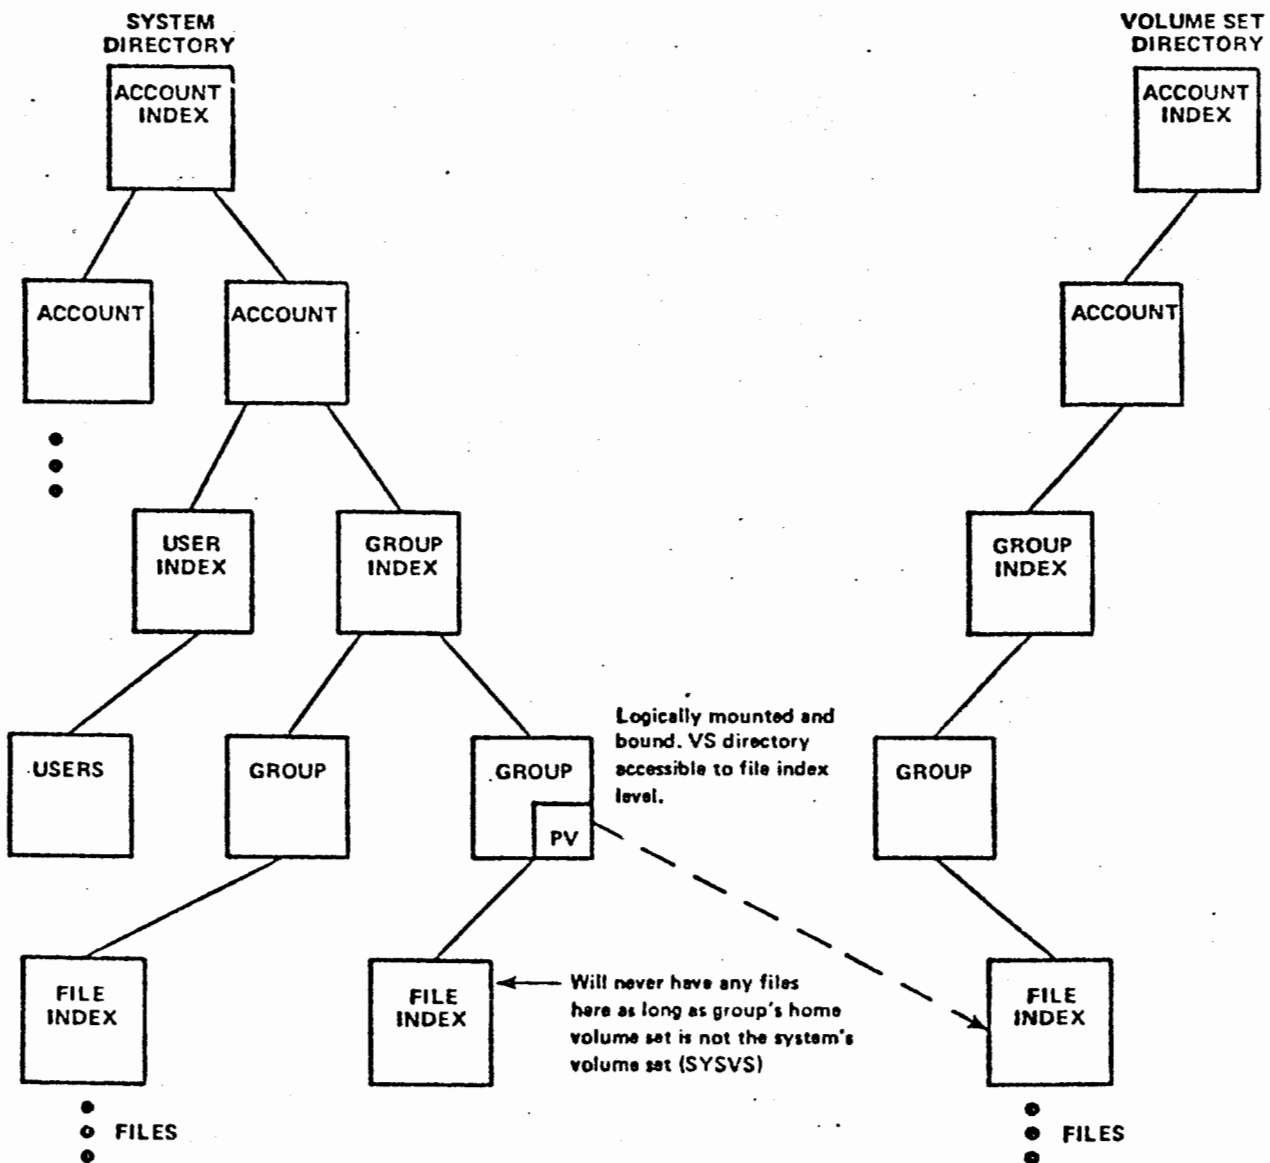 SYSTEM
DIRECTORY
VOLUME SET
DIRECTORY
ACCOUNT
INDEX
ACCOUNT
INDEX
ACCOUNT
ACCOUNT
ACCOUNT
USER
INDEX
GROUP
INDEX
GROUP
INDEX
USERS
GROUP
GROUP
PV
Logically mounted and
bound. VS directory
accessible to file index
level.
GROUP
FILE
INDEX
FILE
INDEX
Will never have any files
here as long as group's home
volume set is not the system's
volume set (SYSVS)
FILE
INDEX
FILES
FILES